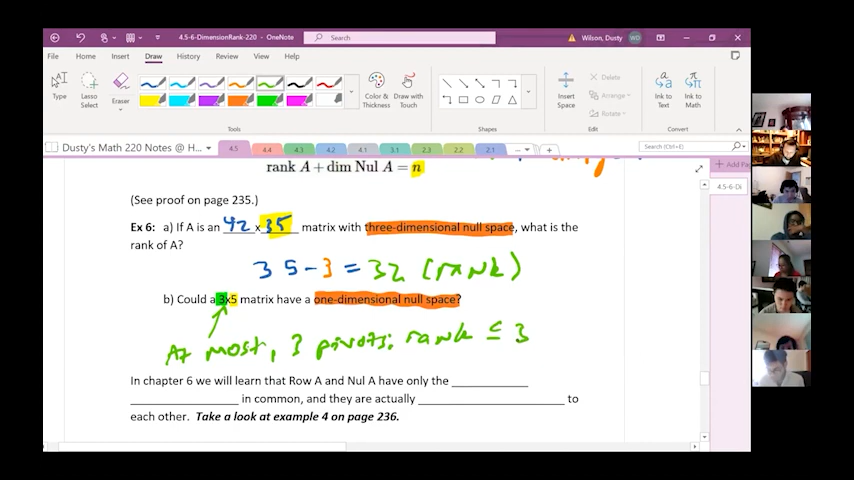 4.5-6-DimensionRank-220 - OneNote
Search
Wilson, Dusty
WD
File Home Insert Draw History Review View Help
Type
Lasso Select
Eraser
Color & Thickness
Draw with Touch
Insert Space
Delete
Arrange
Rotate
Ink to Text
Ink to Math
Tools
Shapes
Edit
Convert
Dusty's Math 220 Notes @ H...
4.5 4.4 4.3 4.2 4.1 3.1 2.3 2.2 2.1
Search (Ctrl+E)
Add Pa
4.5-6-Di
rank A + dim Nul A = n
(See proof on page 235.)
Ex 6: a) If A is an 42 x 35 matrix with three-dimensional null space, what is the
rank of A?
35 - 3 = 32 (rank)
b) Could a 3x5 matrix have a one-dimensional null space?
At most, 3 pivots; rank ≤ 3
In chapter 6 we will learn that Row A and Nul A have only the
in common, and they are actually to
each other. Take a look at example 4 on page 236.